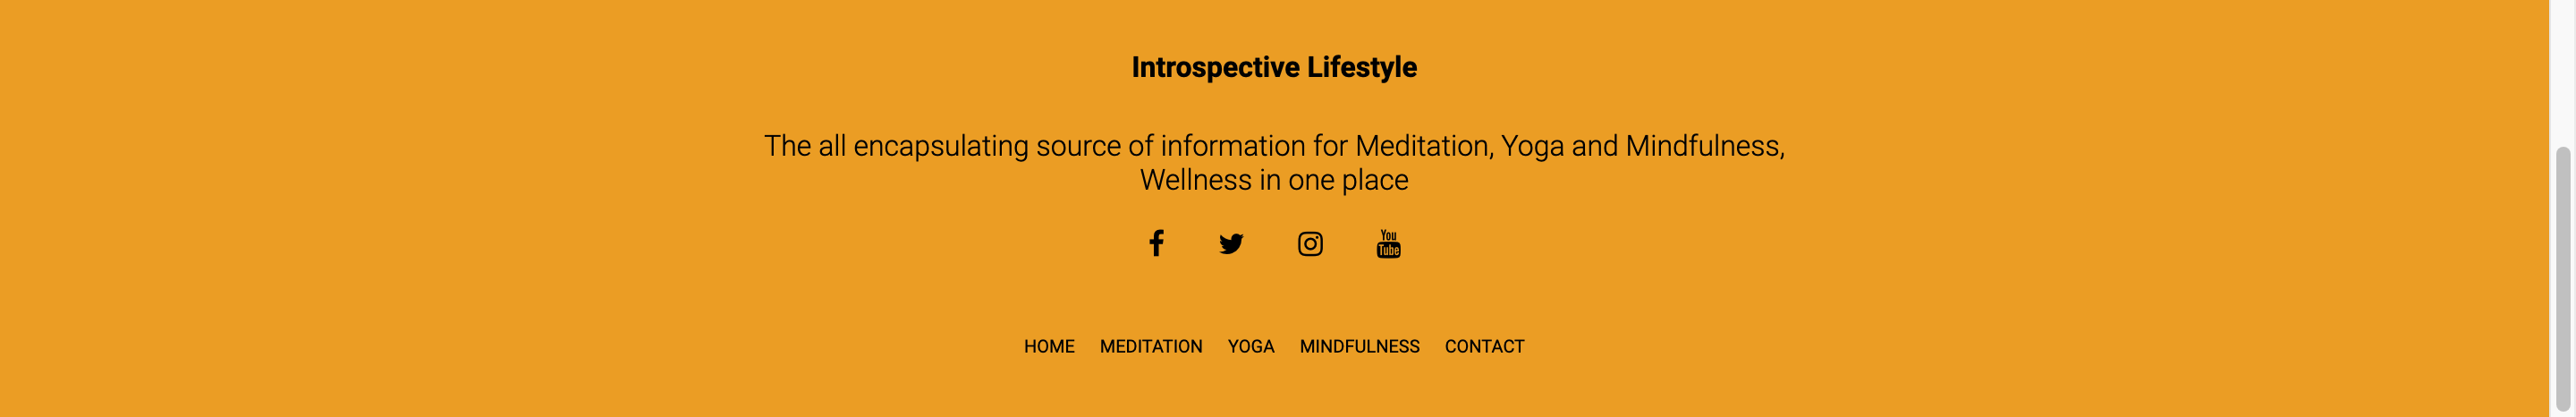 Introspective Lifestyle
The all encapsulating source of information for Meditation, Yoga and Mindfulness,
Wellness in one place
You
Tube
HOME MEDITATION YOGA MINDFULNESS CONTACT